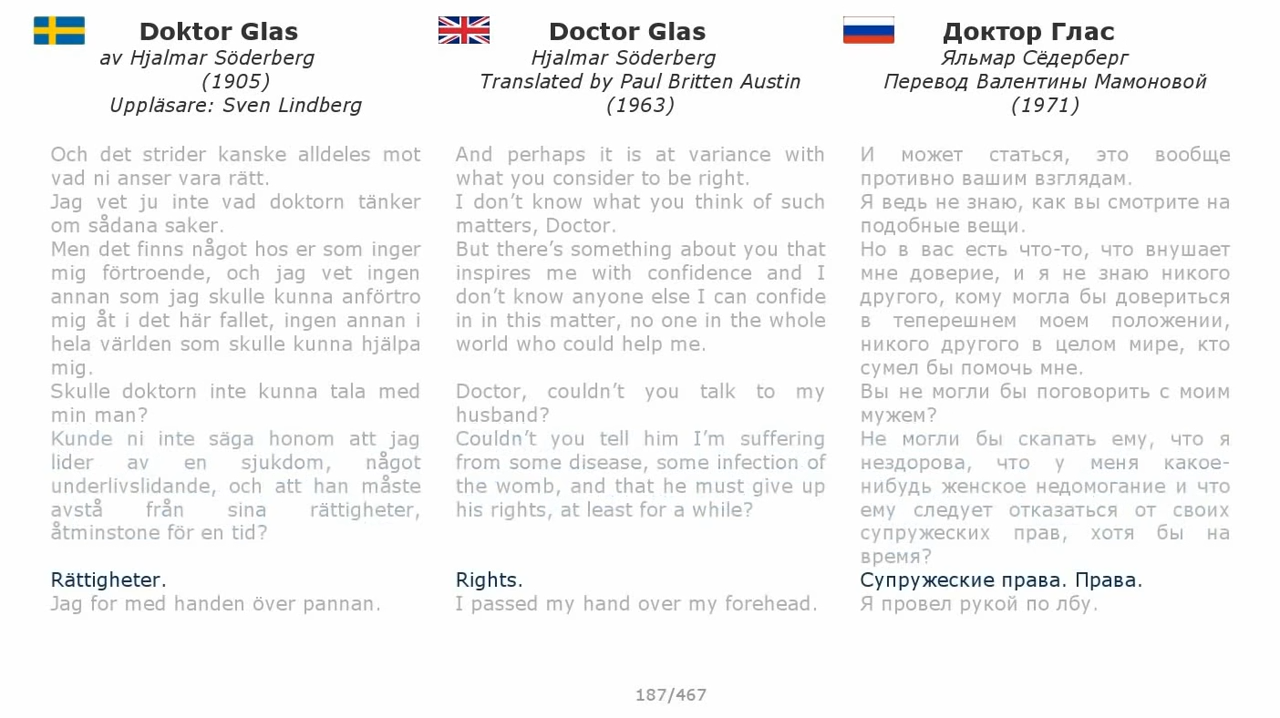 Doktor Glas
av Hjalmar Söderberg
(1905)
Uppläsare: Sven Lindberg
Och det strider kanske alldeles mot
vad ni anser vara rätt.
Jag vet ju inte vad doktorn tänker
om sådana saker.
Men det finns något hos er som inger
mig förtroende, och jag vet ingen
annan som jag skulle kunna anförtro
mig åt i det här fallet, ingen annan i
hela världen som skulle kunna hjälpa
mig.
Skulle doktorn inte kunna tala med
min man?
Kunde ni inte säga honom att jag
lider av en sjukdom, något
underlivslidande, och att han måste
avstå från sina rättigheter,
åtminstone för en tid?
Rättigheter.
Jag for med handen över pannan.
Doctor Glas
Hjalmar Söderberg
Translated by Paul Britten Austin
(1963)
And perhaps it is at variance with
what you consider to be right.
I don’t know what you think of such
matters, Doctor.
But there’s something about you that
inspires me with confidence and I
don’t know anyone else I can confide
in in this matter, no one in the whole
world who could help me.
Doctor, couldn’t you talk to my
husband?
Couldn’t you tell him I’m suffering
from some disease, some infection of
the womb, and that he must give up
his rights, at least for a while?
Rights.
I passed my hand over my forehead.
Доктор Глас
Яльмар Сёдерберг
Перевод Валентины Мамоновой
(1971)
И может статься, это вообще
противно вашим взглядам.
Я ведь не знаю, как вы смотрите на
подобные вещи.
Но в вас есть что-то, что внушает
мне доверие, и я не знаю никого
другого, кому могла бы довериться
в теперешнем моем положении,
никого другого в целом мире, кто
сумел бы помочь мне.
Вы не могли бы поговорить с моим
мужем?
Не могли бы скапать ему, что я
нездорова, что у меня какое-
нибудь женское недомогание и что
ему следует отказаться от своих
супружеских прав, хотя бы на
время?
Супружеские права. Права.
Я провел рукой по лбу.
187/467